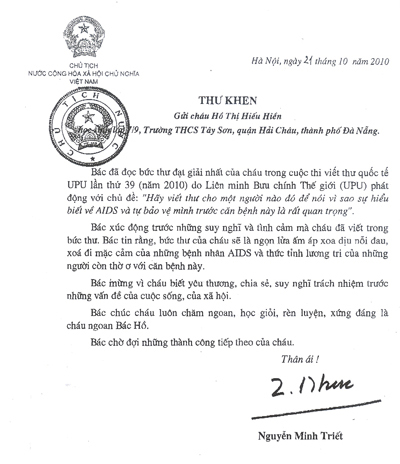 CHỦ TỊCH
NƯỚC CỘNG HÒA XÃ HỘI CHỦ NGHĨA
VIỆT NAM
Hà Nội, ngày 21 tháng 10 năm 2010
THƯ KHEN
Gửi cháu Hồ Thị Hiếu Hiền
7/9, Trường THCS Tây Sơn, quận Hải Châu, thành phố Đà Nẵng.
CHỦ TỊCH NƯỚC
Bác đã đọc bức thư đạt giải nhất của cháu trong cuộc thi viết thư quốc tế
UPU lần thứ 39 (năm 2010) do Liên minh Bưu chính Thế giới (UPU) phát
động với chủ đề: "Hãy viết thư cho một người nào đó để nói vì sao sự hiểu
biết về AIDS và tự bảo vệ mình trước căn bệnh này là rất quan trọng".
Bác xúc động trước những suy nghĩ và tình cảm mà cháu đã viết trong
bức thư. Bác tin rằng, bức thư của cháu sẽ là ngọn lửa ấm áp xoa dịu nỗi đau,
xoá đi mặc cảm của những bệnh nhân AIDS và thức tỉnh lương tri của những
người còn thờ ơ với căn bệnh này.
Bác mừng vì cháu biết yêu thương, chia sẻ, suy nghĩ trách nhiệm trước
những vấn đề của cuộc sống, của xã hội.
Bác chúc cháu luôn chăm ngoan, học giỏi, rèn luyện, xứng đáng là
cháu ngoan Bác Hồ.
Bác chờ đợi những thành công tiếp theo của cháu.
Thân ái !
Nguyễn Minh Triết